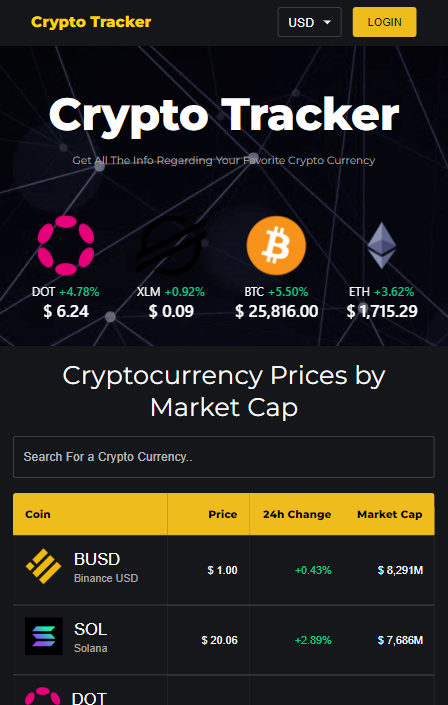 Crypto Tracker
USD
LOGIN
Crypto Tracker
Get All The Info Regarding Your Favorite Crypto Currency
DOT +4.78%
$ 6.24
XLM +0.92%
$ 0.09
BTC +5.50%
$ 25,816.00
ETH +3.62%
$ 1,715.29
Cryptocurrency Prices by
Market Cap
Search For a Crypto Currency..
Coin Price 24h Change Market Cap
BUSD
Binance USD
$ 1.00 +0.43% $ 8,291M
SOL
Solana
$ 20.06 +2.89% $ 7,686M
DOT